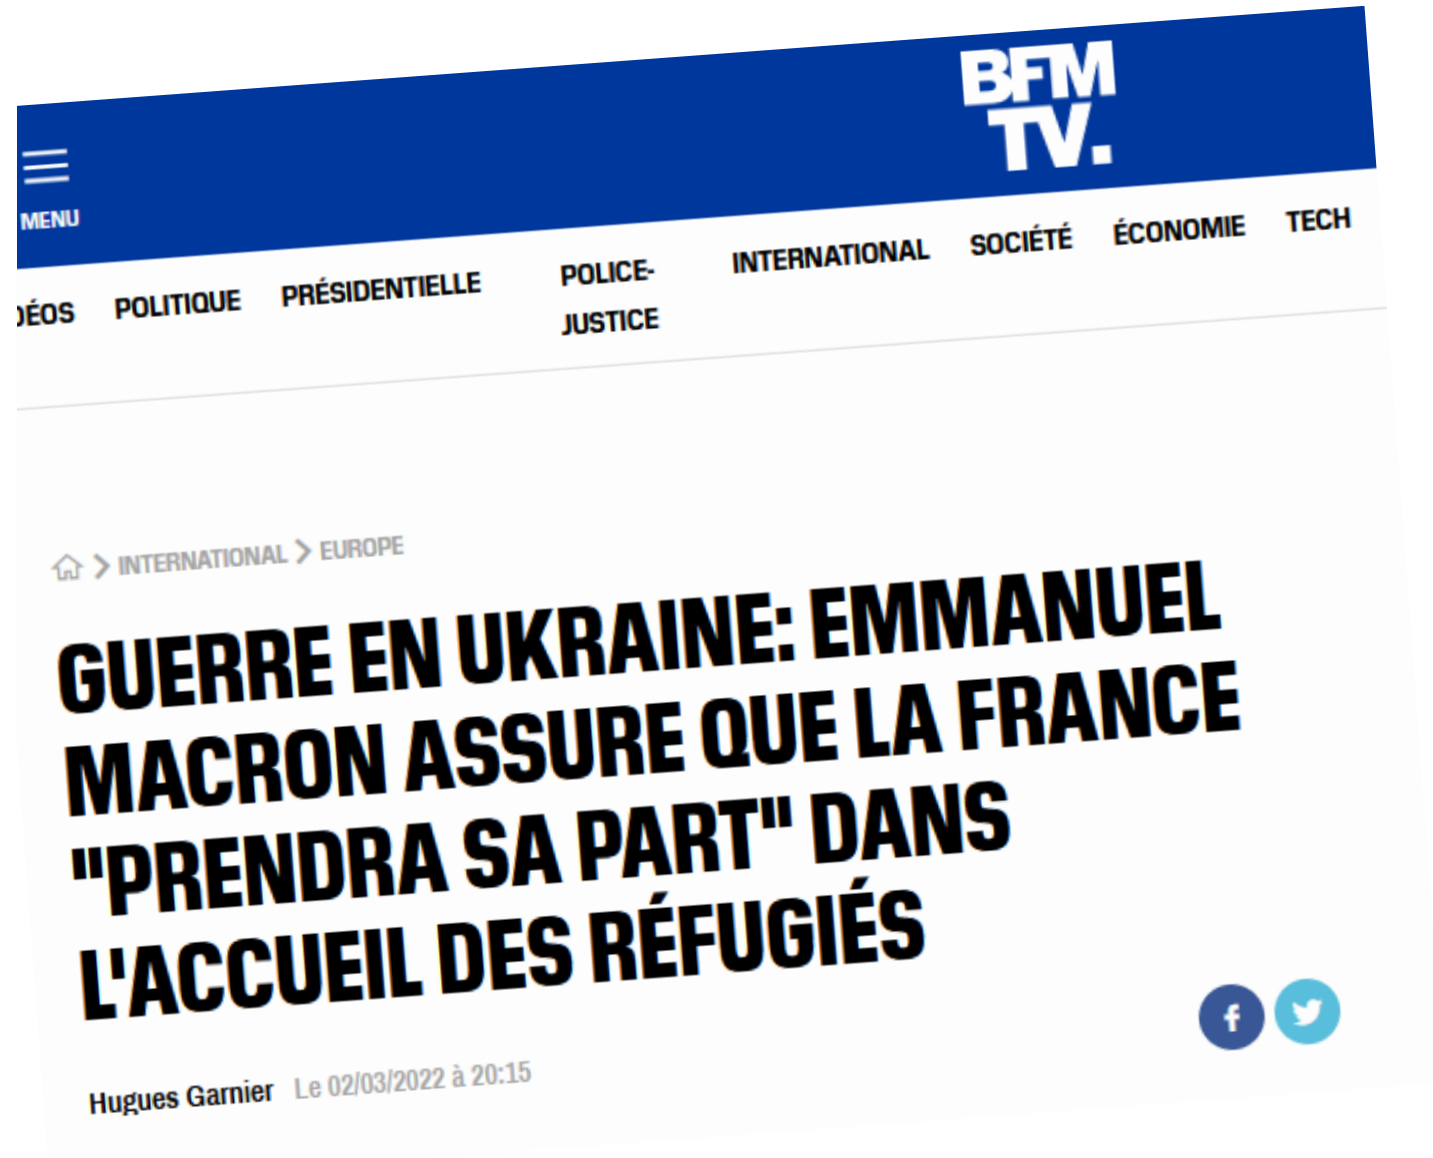 BFM
TV.
MENU
POLITIQUE PRÉSIDENTIELLE POLICE- INTERNATIONAL SOCIÉTÉ ÉCONOMIE TECH
JUSTICE
INTERNATIONAL EUROPE
GUERRE EN UKRAINE: EMMANUEL
MACRON ASSURE QUE LA FRANCE
"PRENDRA SA PART" DANS
L'ACCUEIL DES RÉFUGIÉS
Hugues Garnier Le 02/03/2022 à 20:15